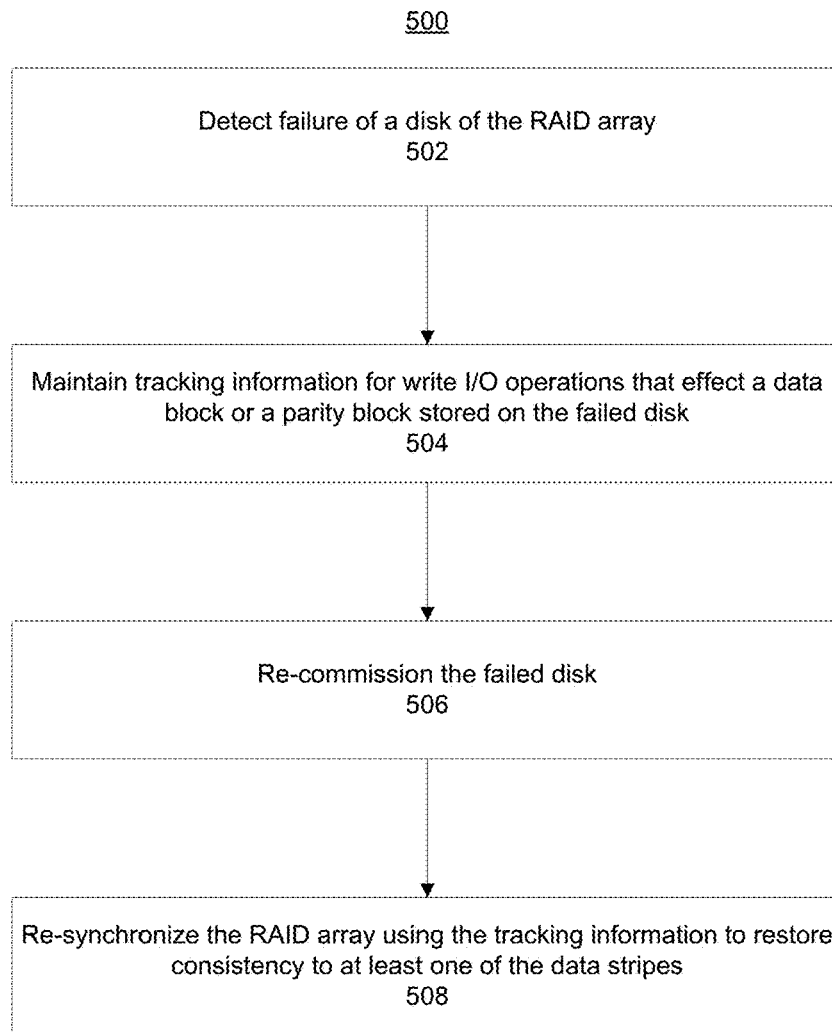 500
Detect failure of a disk of the RAID array
502
Maintain tracking information for write I/O operations that effect a data
block or a parity block stored on the failed disk
504
Re-commission the failed disk
506
Re-synchronize the RAID array using the tracking information to restore
consistency to at least one of the data stripes
508